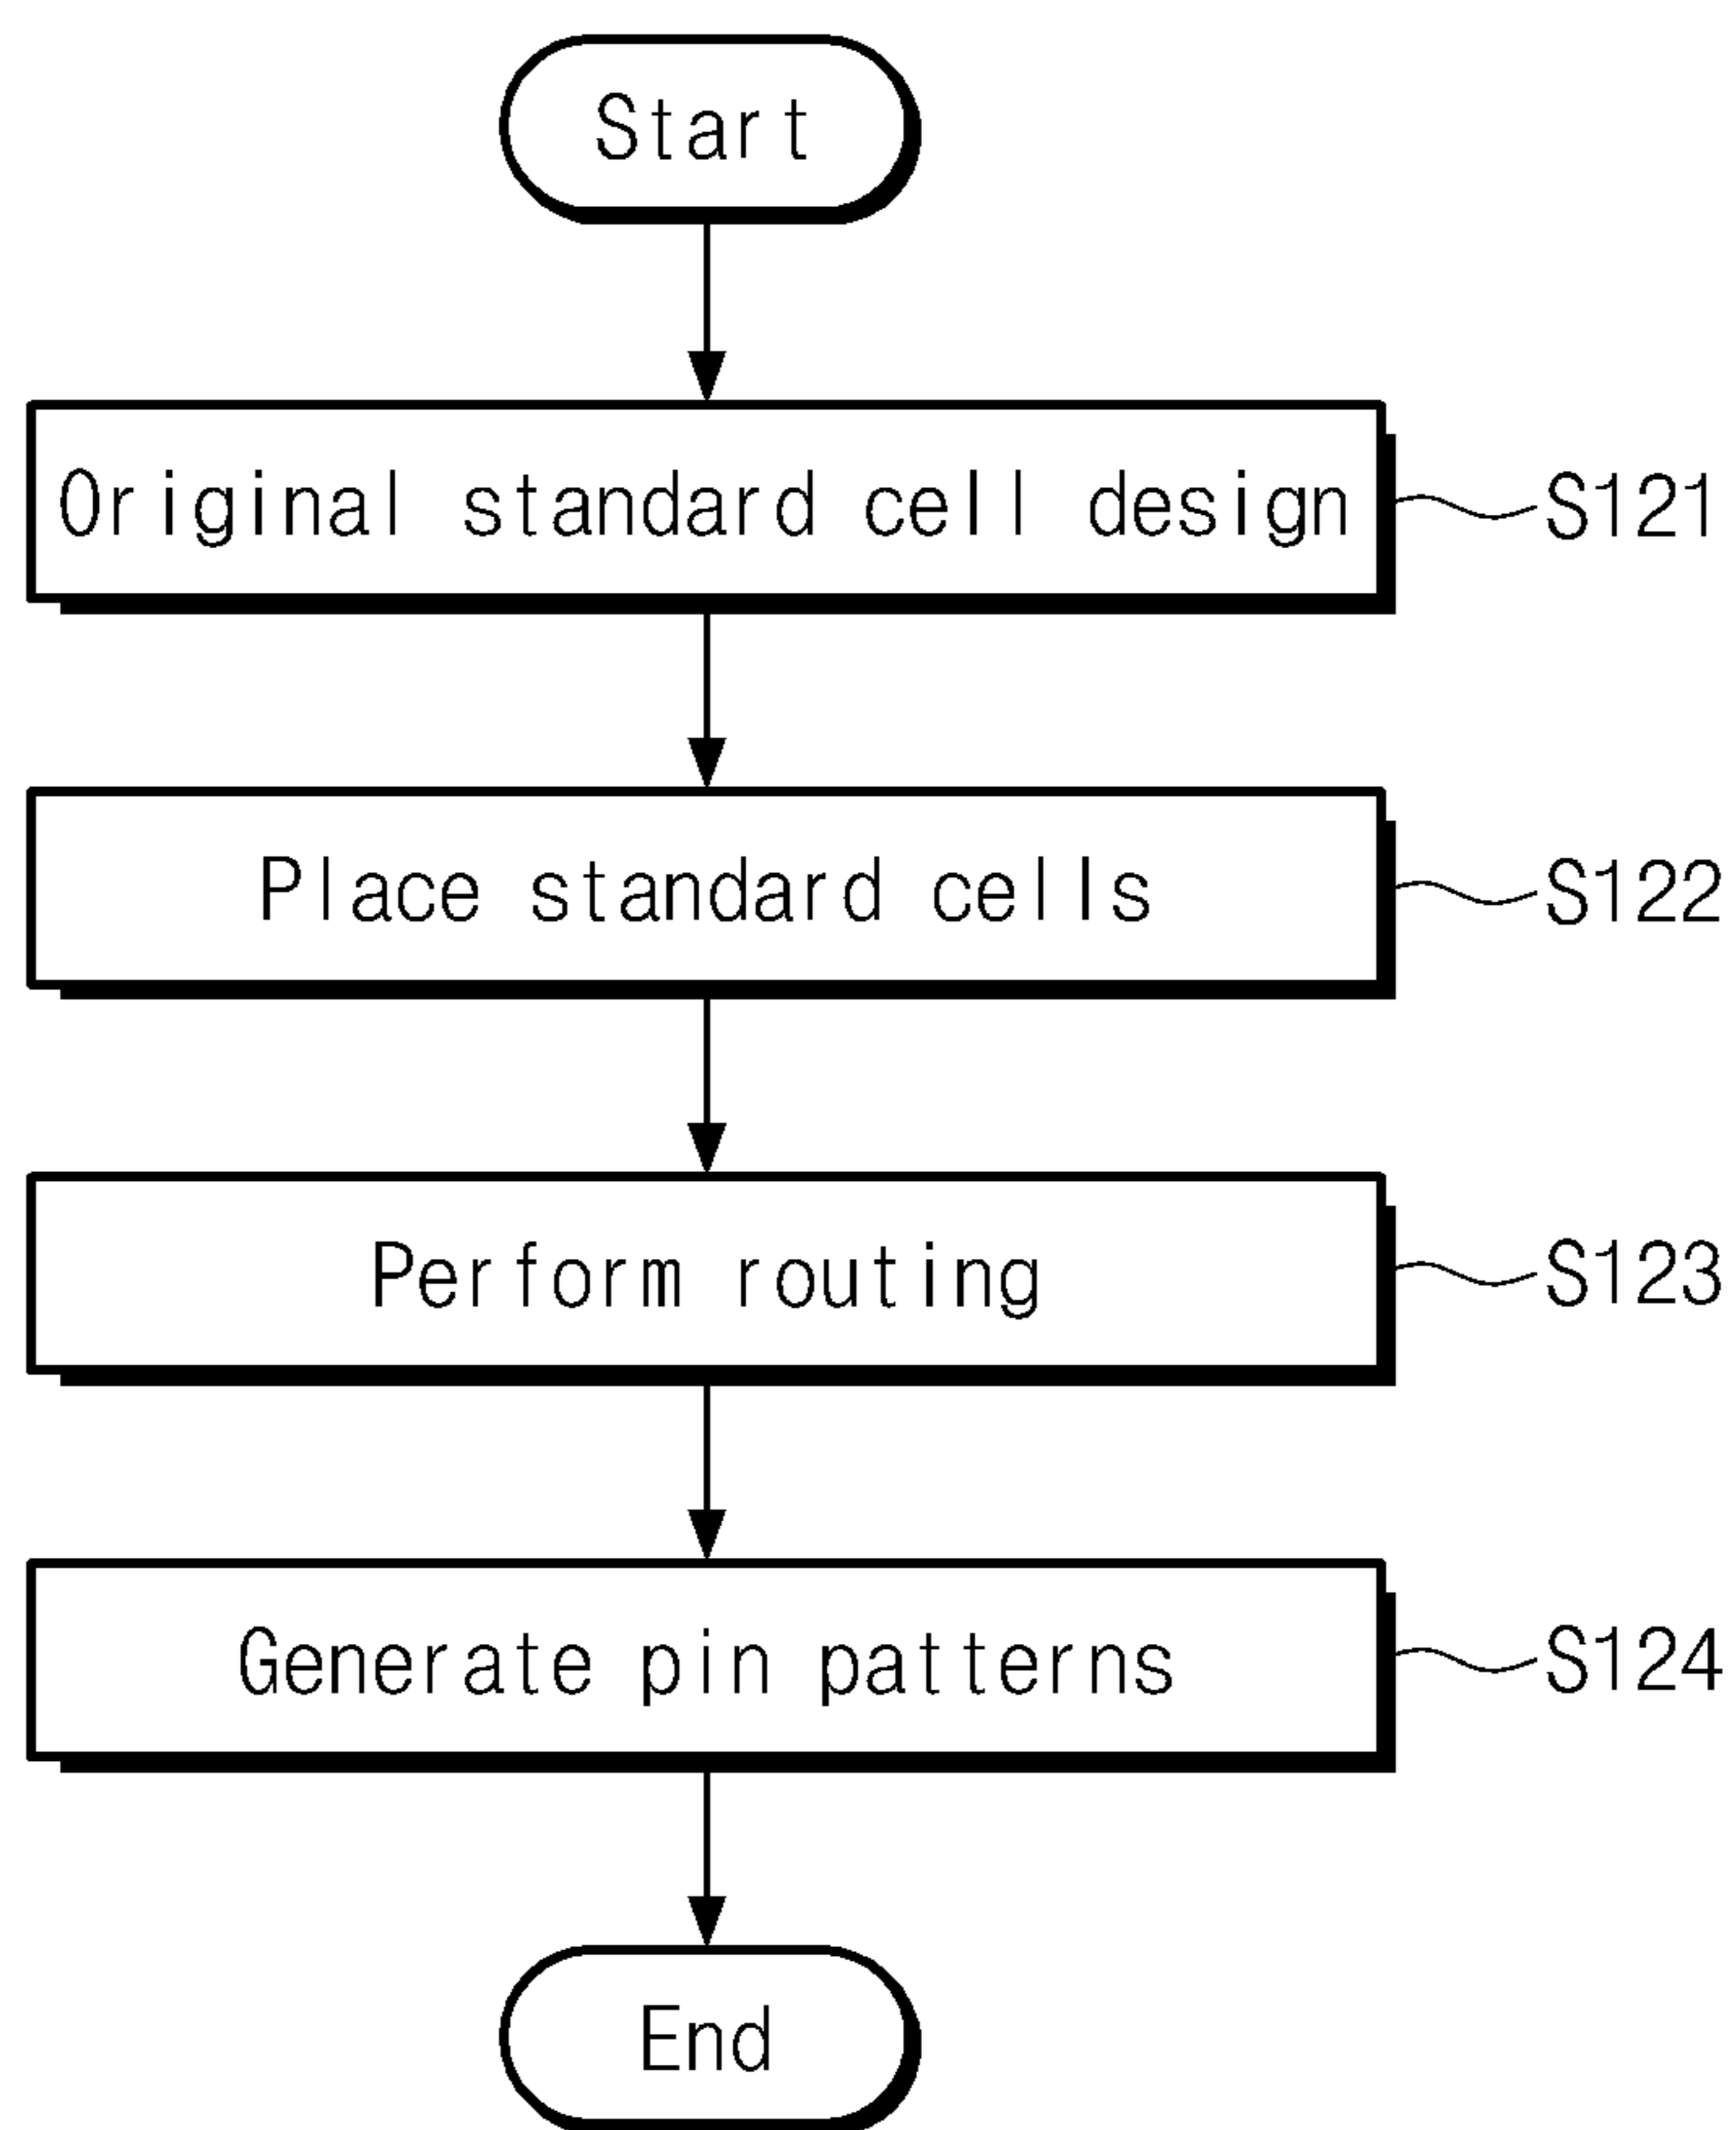 Start
Original standard cell design S121
Place standard cells S122
Perform routing S123
Generate pin patterns S124
End